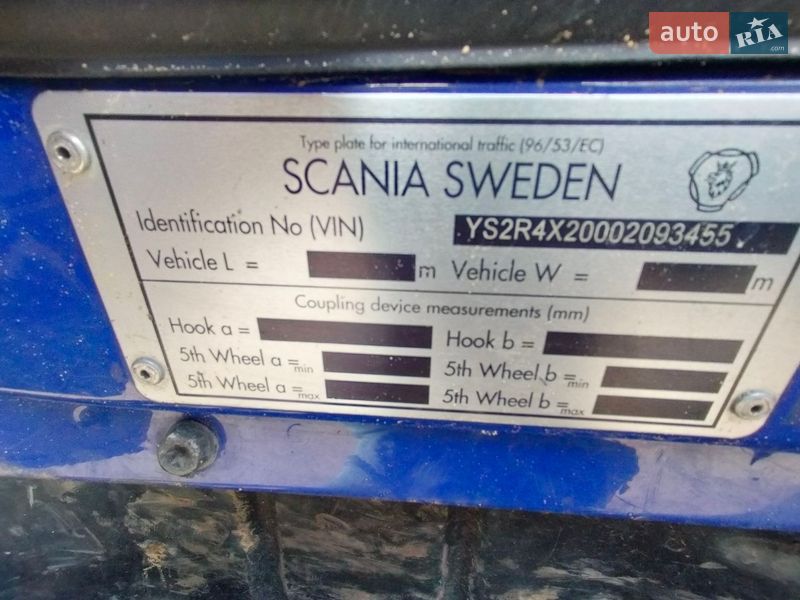 auto RIA.com
Type plate for international traffic (96/53/EC)
SCANIA SWEDEN
Identification No (VIN) YS2R4X20002093455
Vehicle L = m Vehicle W = m
Coupling device measurements (mm)
Hook a = Hook b =
5th Wheel a = min 5th Wheel b = min
5th Wheel a = max 5th Wheel b = max